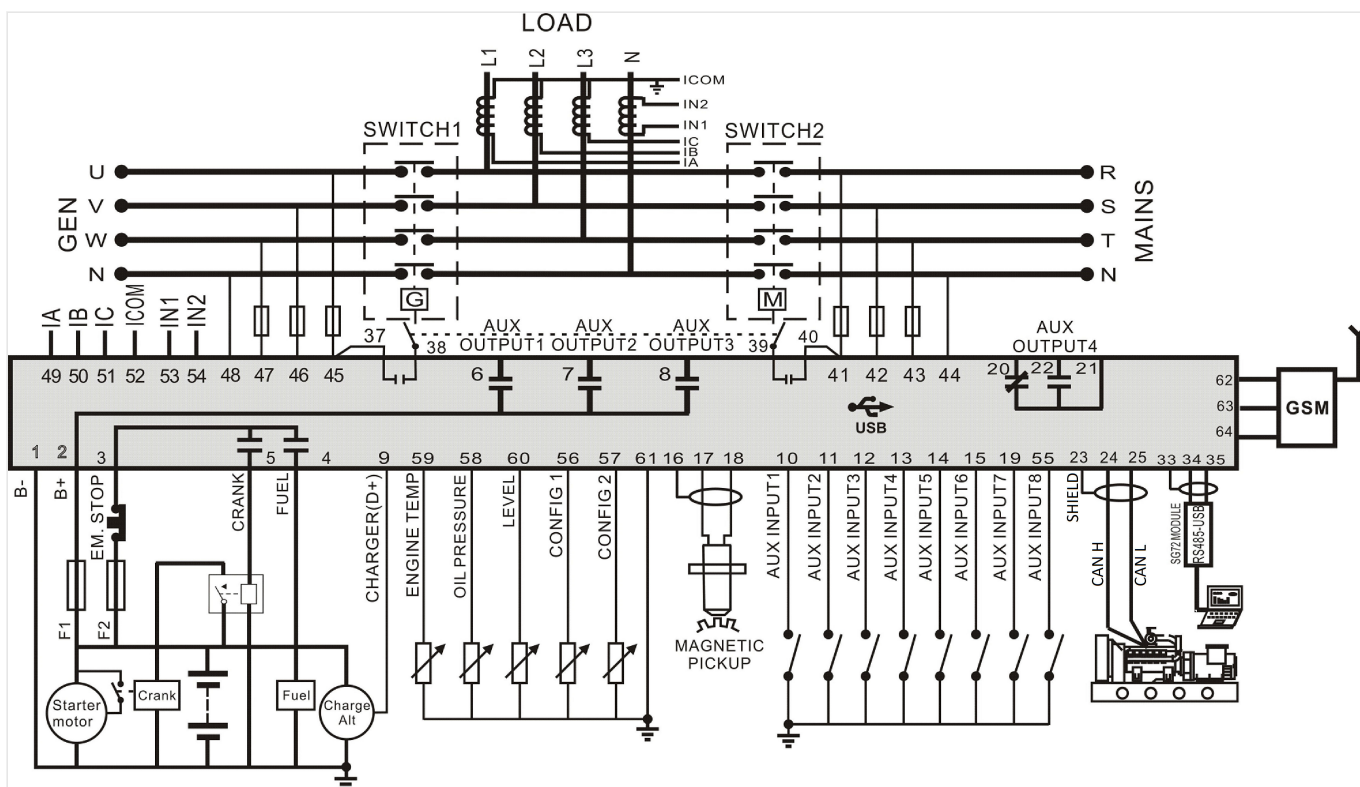 LOAD
L1 L2 L3 N
ICOM
IN2
IN1
IC
IB
IA
SWITCH1
SWITCH2
GEN
U
V
W
N
MAINS
R
S
T
N
G
M
IA IB IC ICOM IN1 IN2
37 38
AUX OUTPUT1
AUX OUTPUT2
AUX OUTPUT3
39 40
AUX OUTPUT4
49 50 51 52 53 54 48 47 46 45
6 7 8
41 42 43 44
20 22 21
USB
62
63
64
GSM
1 2 3 5 4 9 59 58 60 56 57 61 16 17 18 10 11 12 13 14 15 19 55 23 24 25 33 34 35
B-
B+
EM. STOP
CRANK
FUEL
CHARGER(D+)
ENGINE TEMP
OIL PRESSURE
LEVEL
CONFIG 1
CONFIG 2
MAGNETIC PICKUP
AUX INPUT1
AUX INPUT2
AUX INPUT3
AUX INPUT4
AUX INPUT5
AUX INPUT6
AUX INPUT7
AUX INPUT8
SHIELD
CAN H
CAN L
SG72 MODULE
RS485-USB
F1
F2
Starter motor
Crank
Fuel
Charge Alt